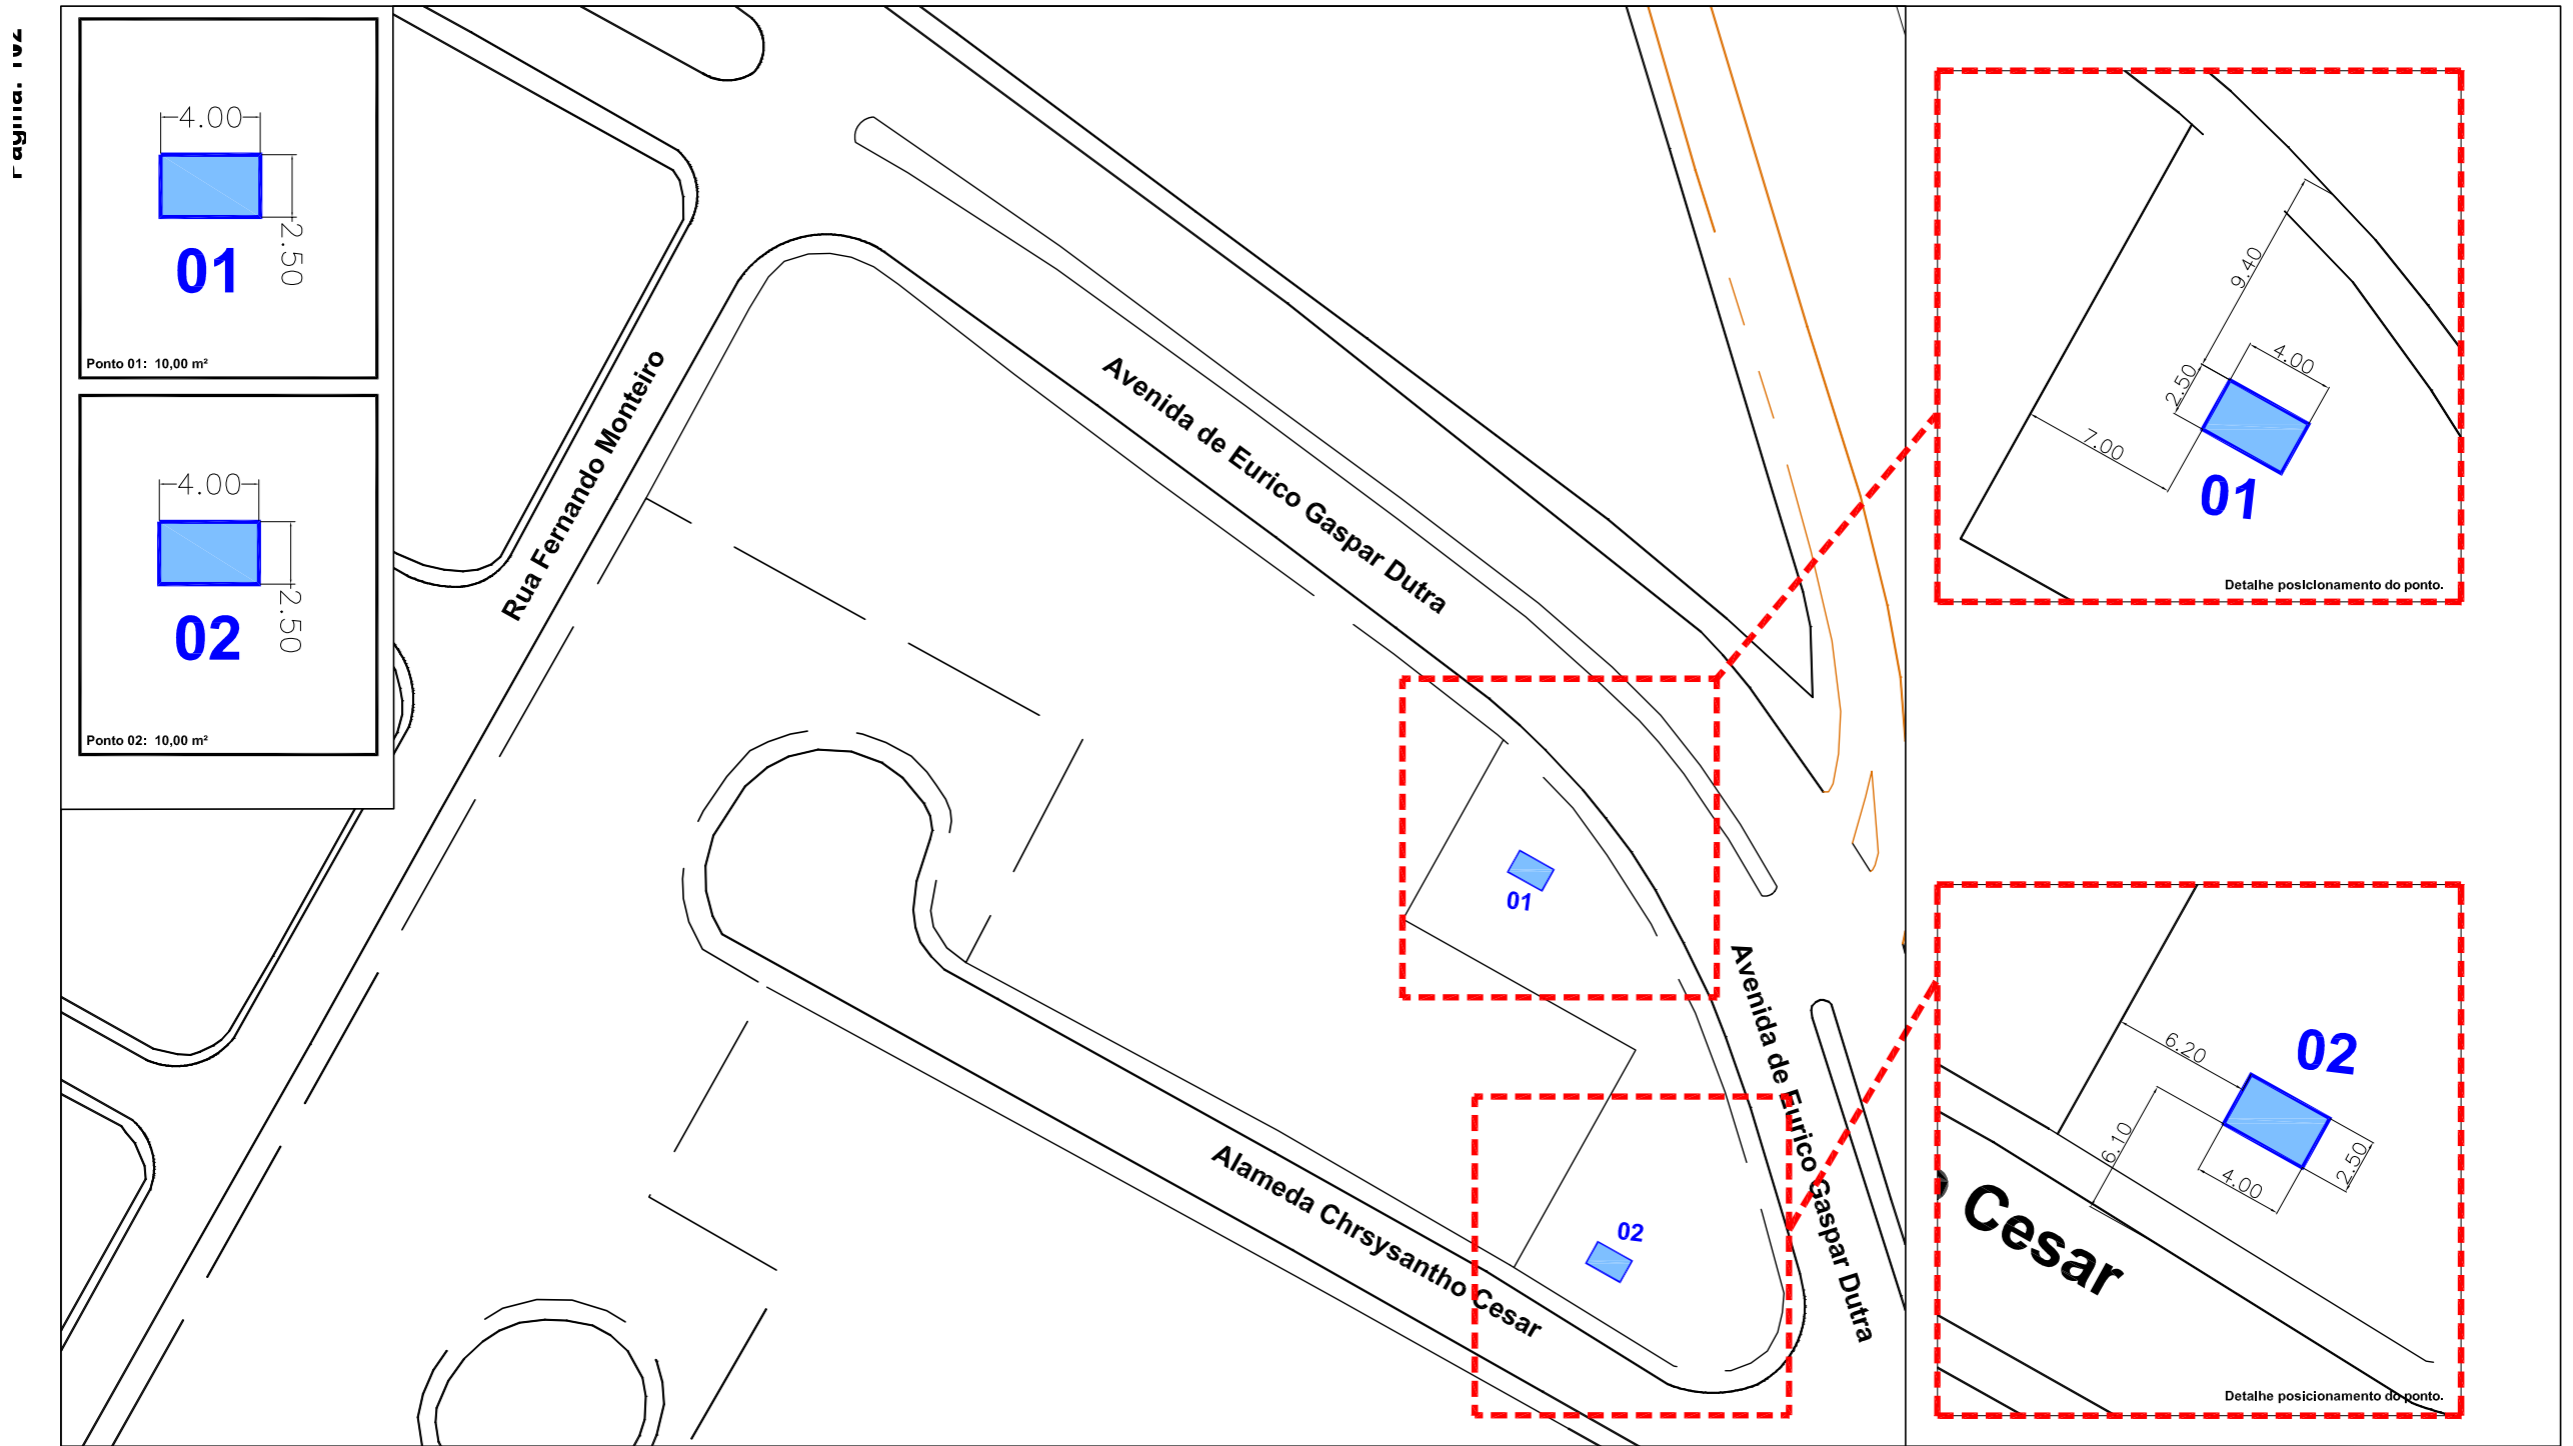 4.00
2.50
01
Ponto 01: 10,00 m²
4.00
2.50
02
Ponto 02: 10,00 m²
Rua Fernando Monteiro
Avenida de Eurico Gaspar Dutra
01
Avenida de Eurico Gaspar Dutra
Alameda Chrsysantho Cesar
02
9.40
4.00
2.50
7.00
01
Detalhe posicionamento do ponto.
02
6.20
6.10
4.00
2.50
Cesar
Detalhe posicionamento do ponto.